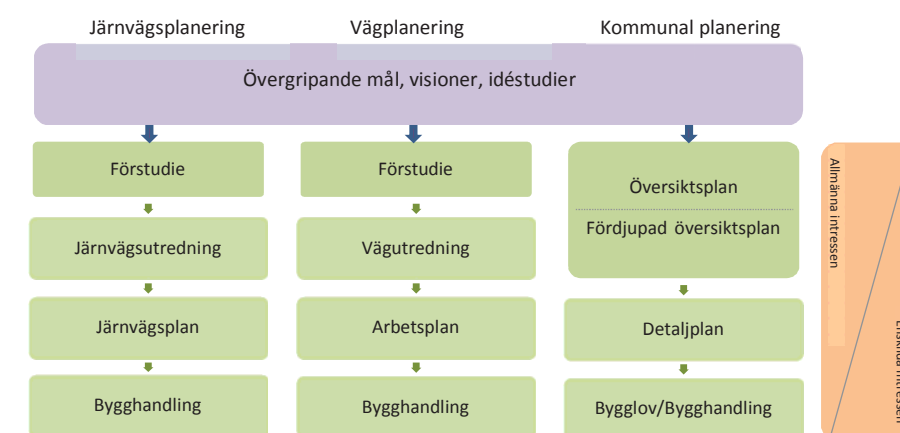 Järnvägsplanering
Vägplanering
Kommunal planering
Övergripande mål, visioner, idéstudier
Förstudie
Förstudie
Översiktsplan
Fördjupad översiktsplan
Järnvägsutredning
Vägutredning
Järnvägsplan
Arbetsplan
Detaljplan
Bygghandling
Bygghandling
Bygglov/Bygghandling
Allmänna intressen
intressen